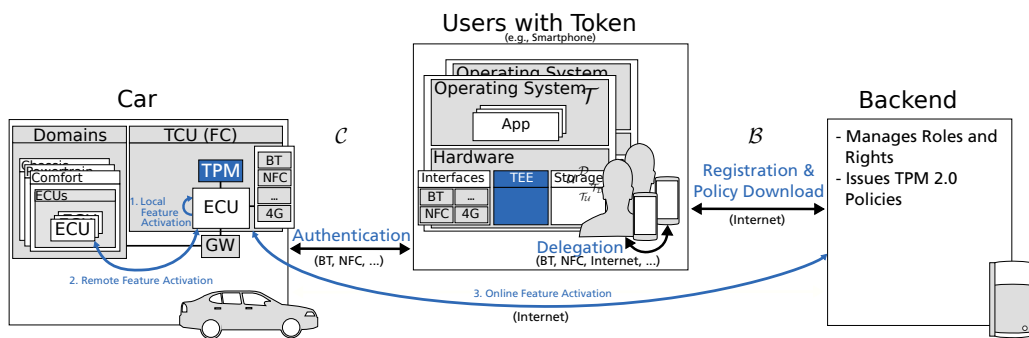 Users with Token
(e.g., Smartphone)
Car
Backend
Domains
Chassis
Powertrain
Comfort
ECUs
ECU
ECU
TCU (FC)
TPM
ECU
GW
BT
NFC
...
4G
1. Local
Feature
Activation
2. Remote Feature Activation
C
Authentication
(BT, NFC, ...)
Operating System
Operating System
T
App
Hardware
Interfaces
BT
...
NFC
4G
TEE
Storage
Delegation
(BT, NFC, Internet, ...)
B
Registration &
Policy Download
(Internet)
3. Online Feature Activation
(Internet)
- Manages Roles and
Rights
- Issues TPM 2.0
Policies